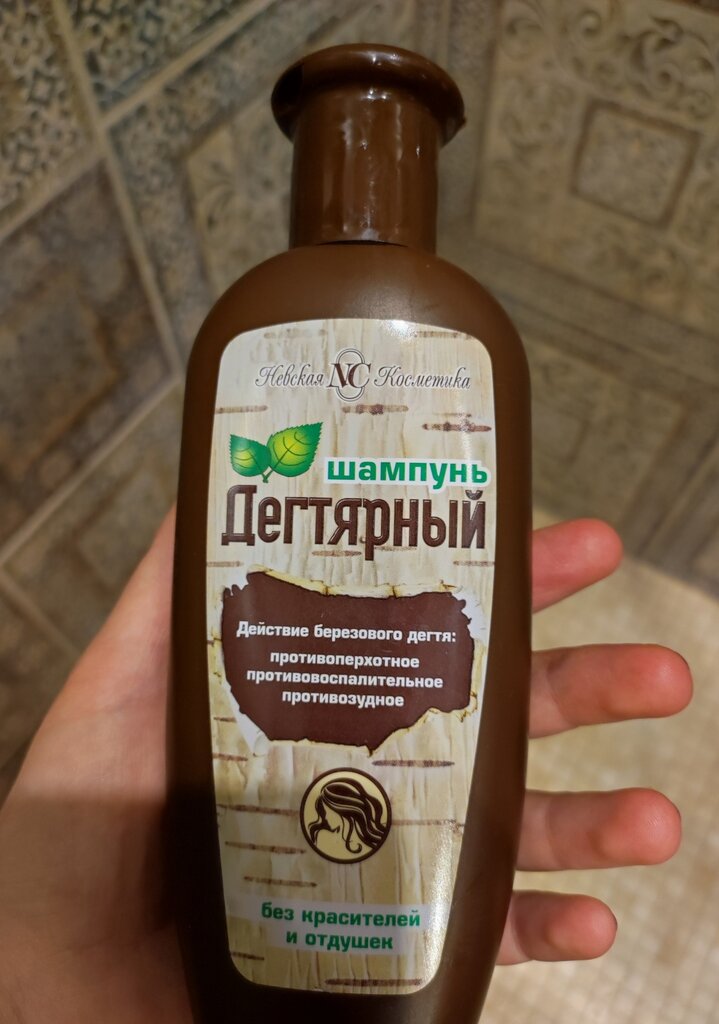 Невская NC Косметика
шампунь
Дегтярный
Действие березового дегтя:
противоперхотное
противовоспалительное
противозудное
без красителей
и отдушек